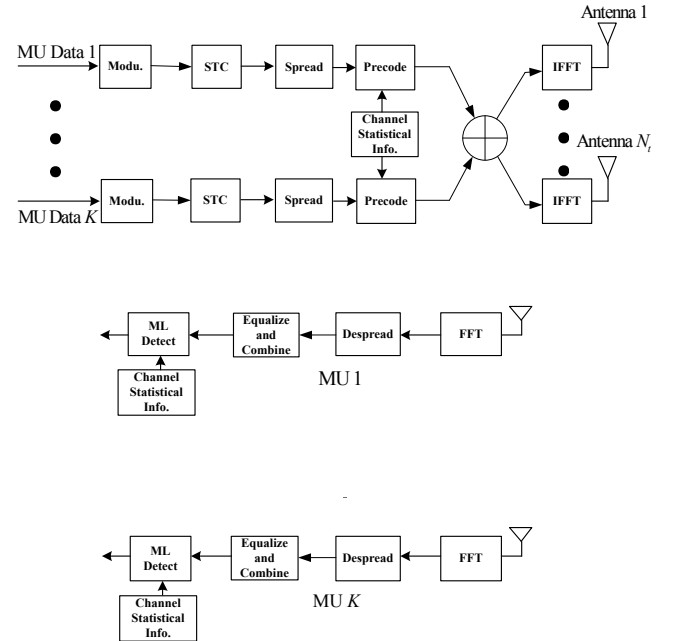 Antenna 1
MU Data 1
Modu.
STC
Spread
Precode
IFFT
Channel
Statistical
Info.
Antenna Nt
MU Data K
Modu.
STC
Spread
Precode
IFFT
ML
Detect
Equalize
and
Combine
Despread
FFT
Channel
Statistical
Info.
MU 1
ML
Detect
Equalize
and
Combine
Despread
FFT
Channel
Statistical
Info.
MU K